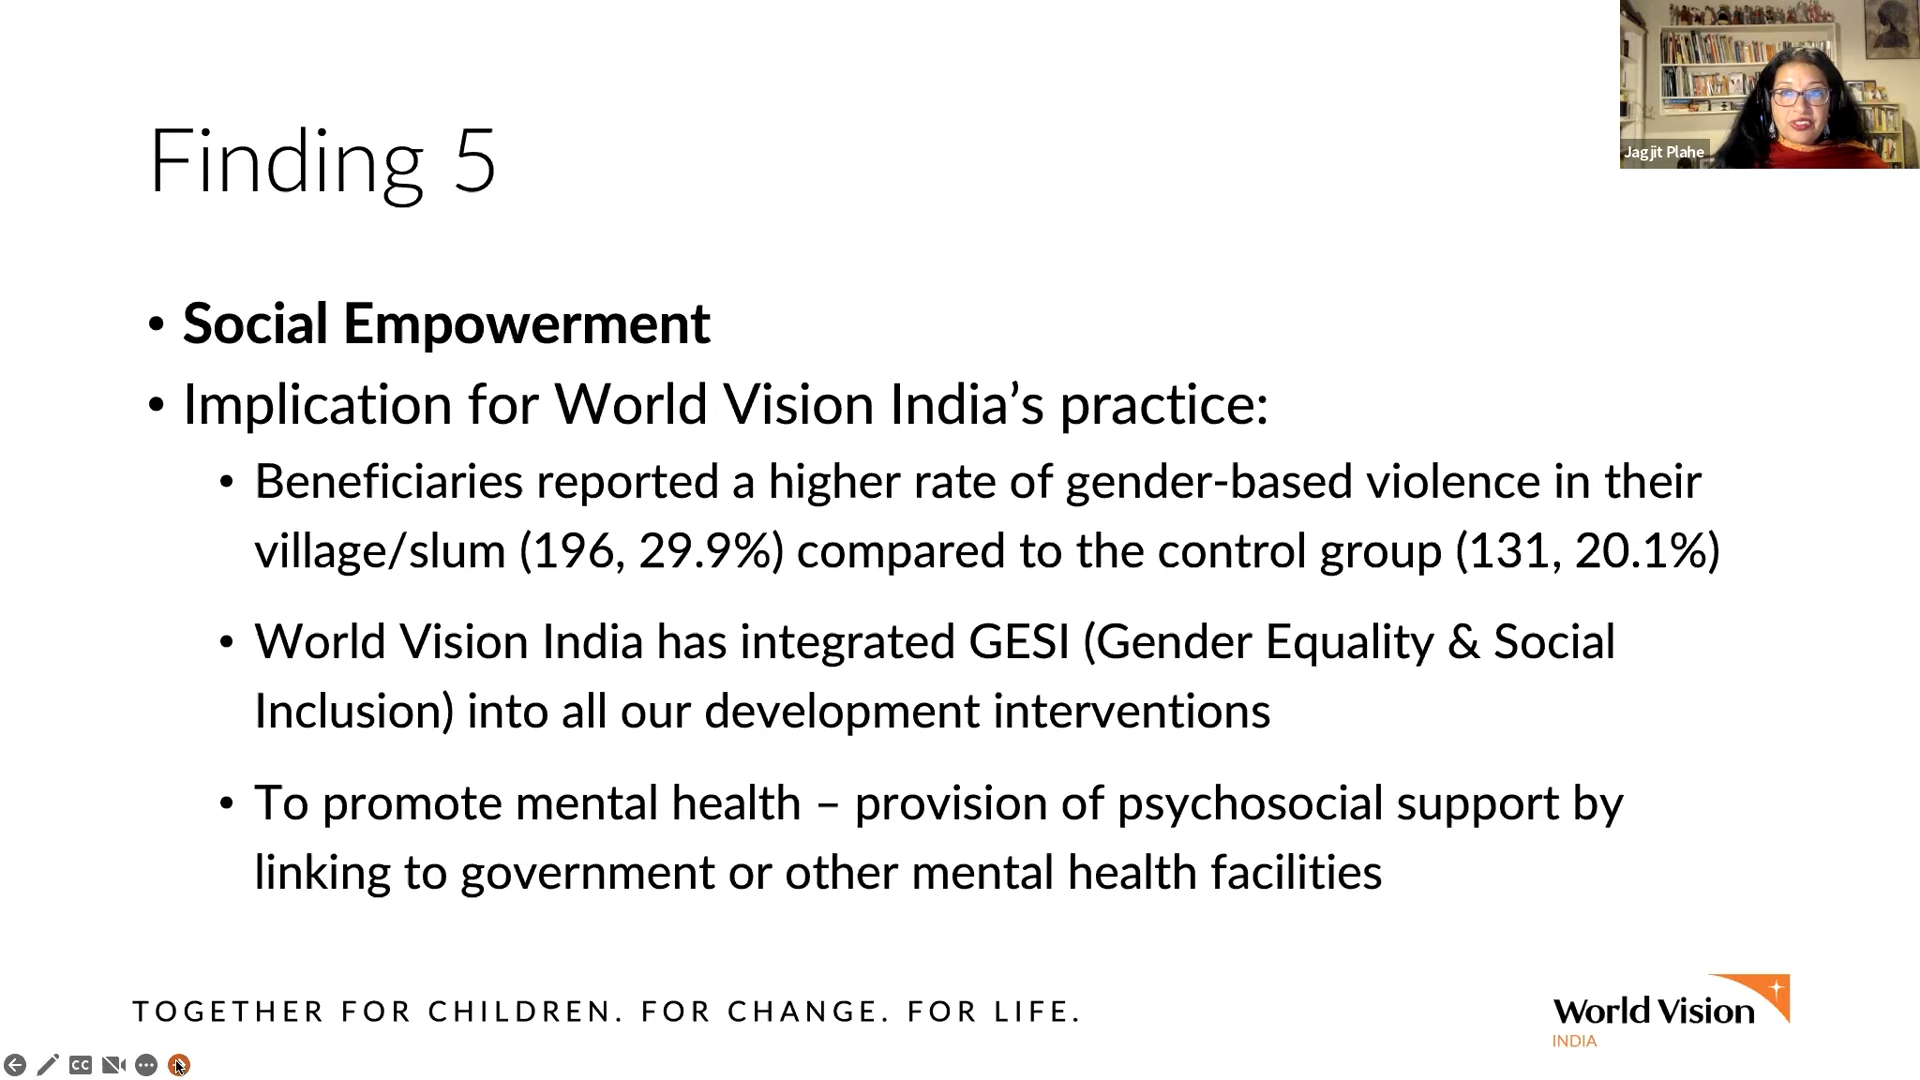 Jagjit Plahe
Finding 5
• Social Empowerment
• Implication for World Vision India’s practice:
• Beneficiaries reported a higher rate of gender-based violence in their
village/slum (196, 29.9%) compared to the control group (131, 20.1%)
• World Vision India has integrated GESI (Gender Equality & Social
Inclusion) into all our development interventions
• To promote mental health – provision of psychosocial support by
linking to government or other mental health facilities
TOGETHER FOR CHILDREN. FOR CHANGE. FOR LIFE.
World Vision
INDIA
CC